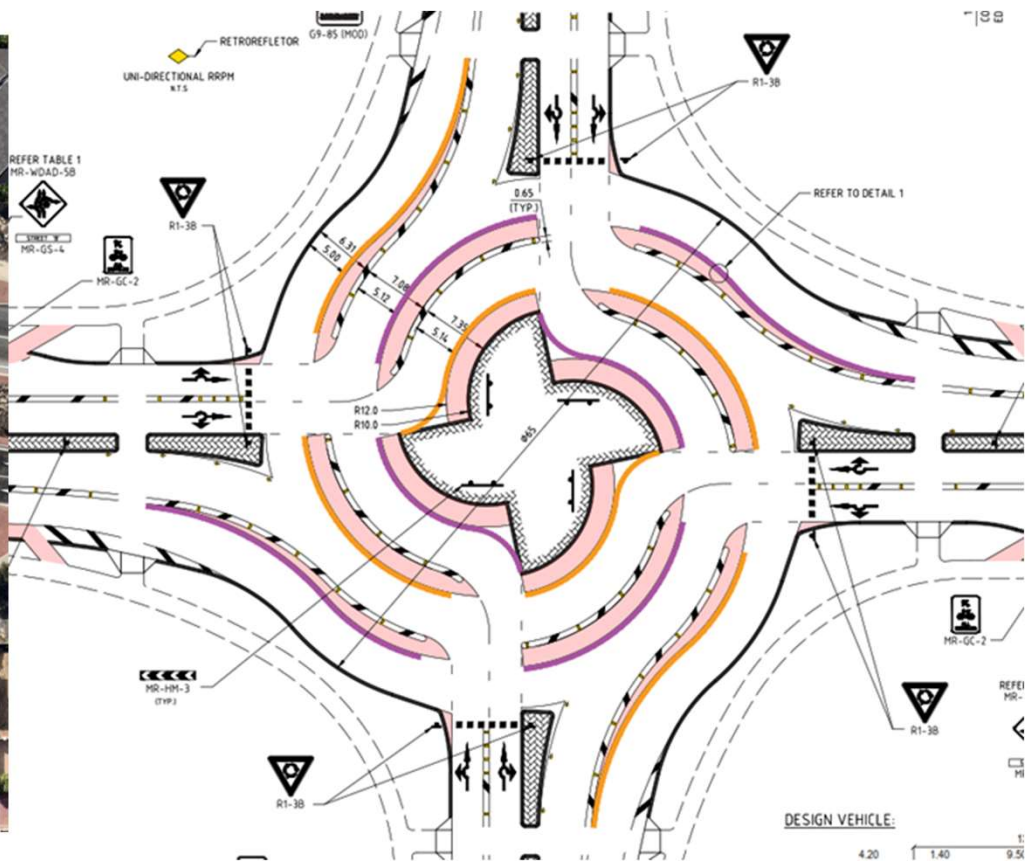 G9-85 (MOD)
RETROREFLETOR
UNI-DIRECTIONAL RRPM
N.T.S
R1-3B
REFER TABLE 1
MR-WDAD-5B
STREET 'B'
MR-GS-4
R1-3B
MR-GC-2
0.65
(TYP.)
REFER TO DETAIL 1
6.31
5.00
7.08
5.12
7.35
5.14
R12.0
R10.0
Ø65
MR-GC-2
MR-HM-3
(TYP.)
R1-3B
R1-3B
DESIGN VEHICLE:
4.20
1.40